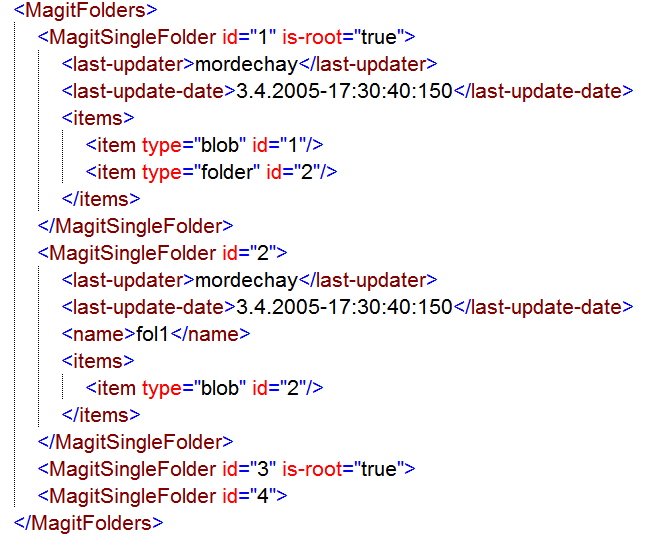 <MagitFolders>
<MagitSingleFolder id="1" is-root="true">
<last-updater>mordechay</last-updater>
<last-update-date>3.4.2005-17:30:40:150</last-update-date>
<items>
<item type="blob" id="1"/>
<item type="folder" id="2"/>
</items>
</MagitSingleFolder>
<MagitSingleFolder id="2">
<last-updater>mordechay</last-updater>
<last-update-date>3.4.2005-17:30:40:150</last-update-date>
<name>fol1</name>
<items>
<item type="blob" id="2"/>
</items>
</MagitSingleFolder>
<MagitSingleFolder id="3" is-root="true">
<MagitSingleFolder id="4">
</MagitFolders>